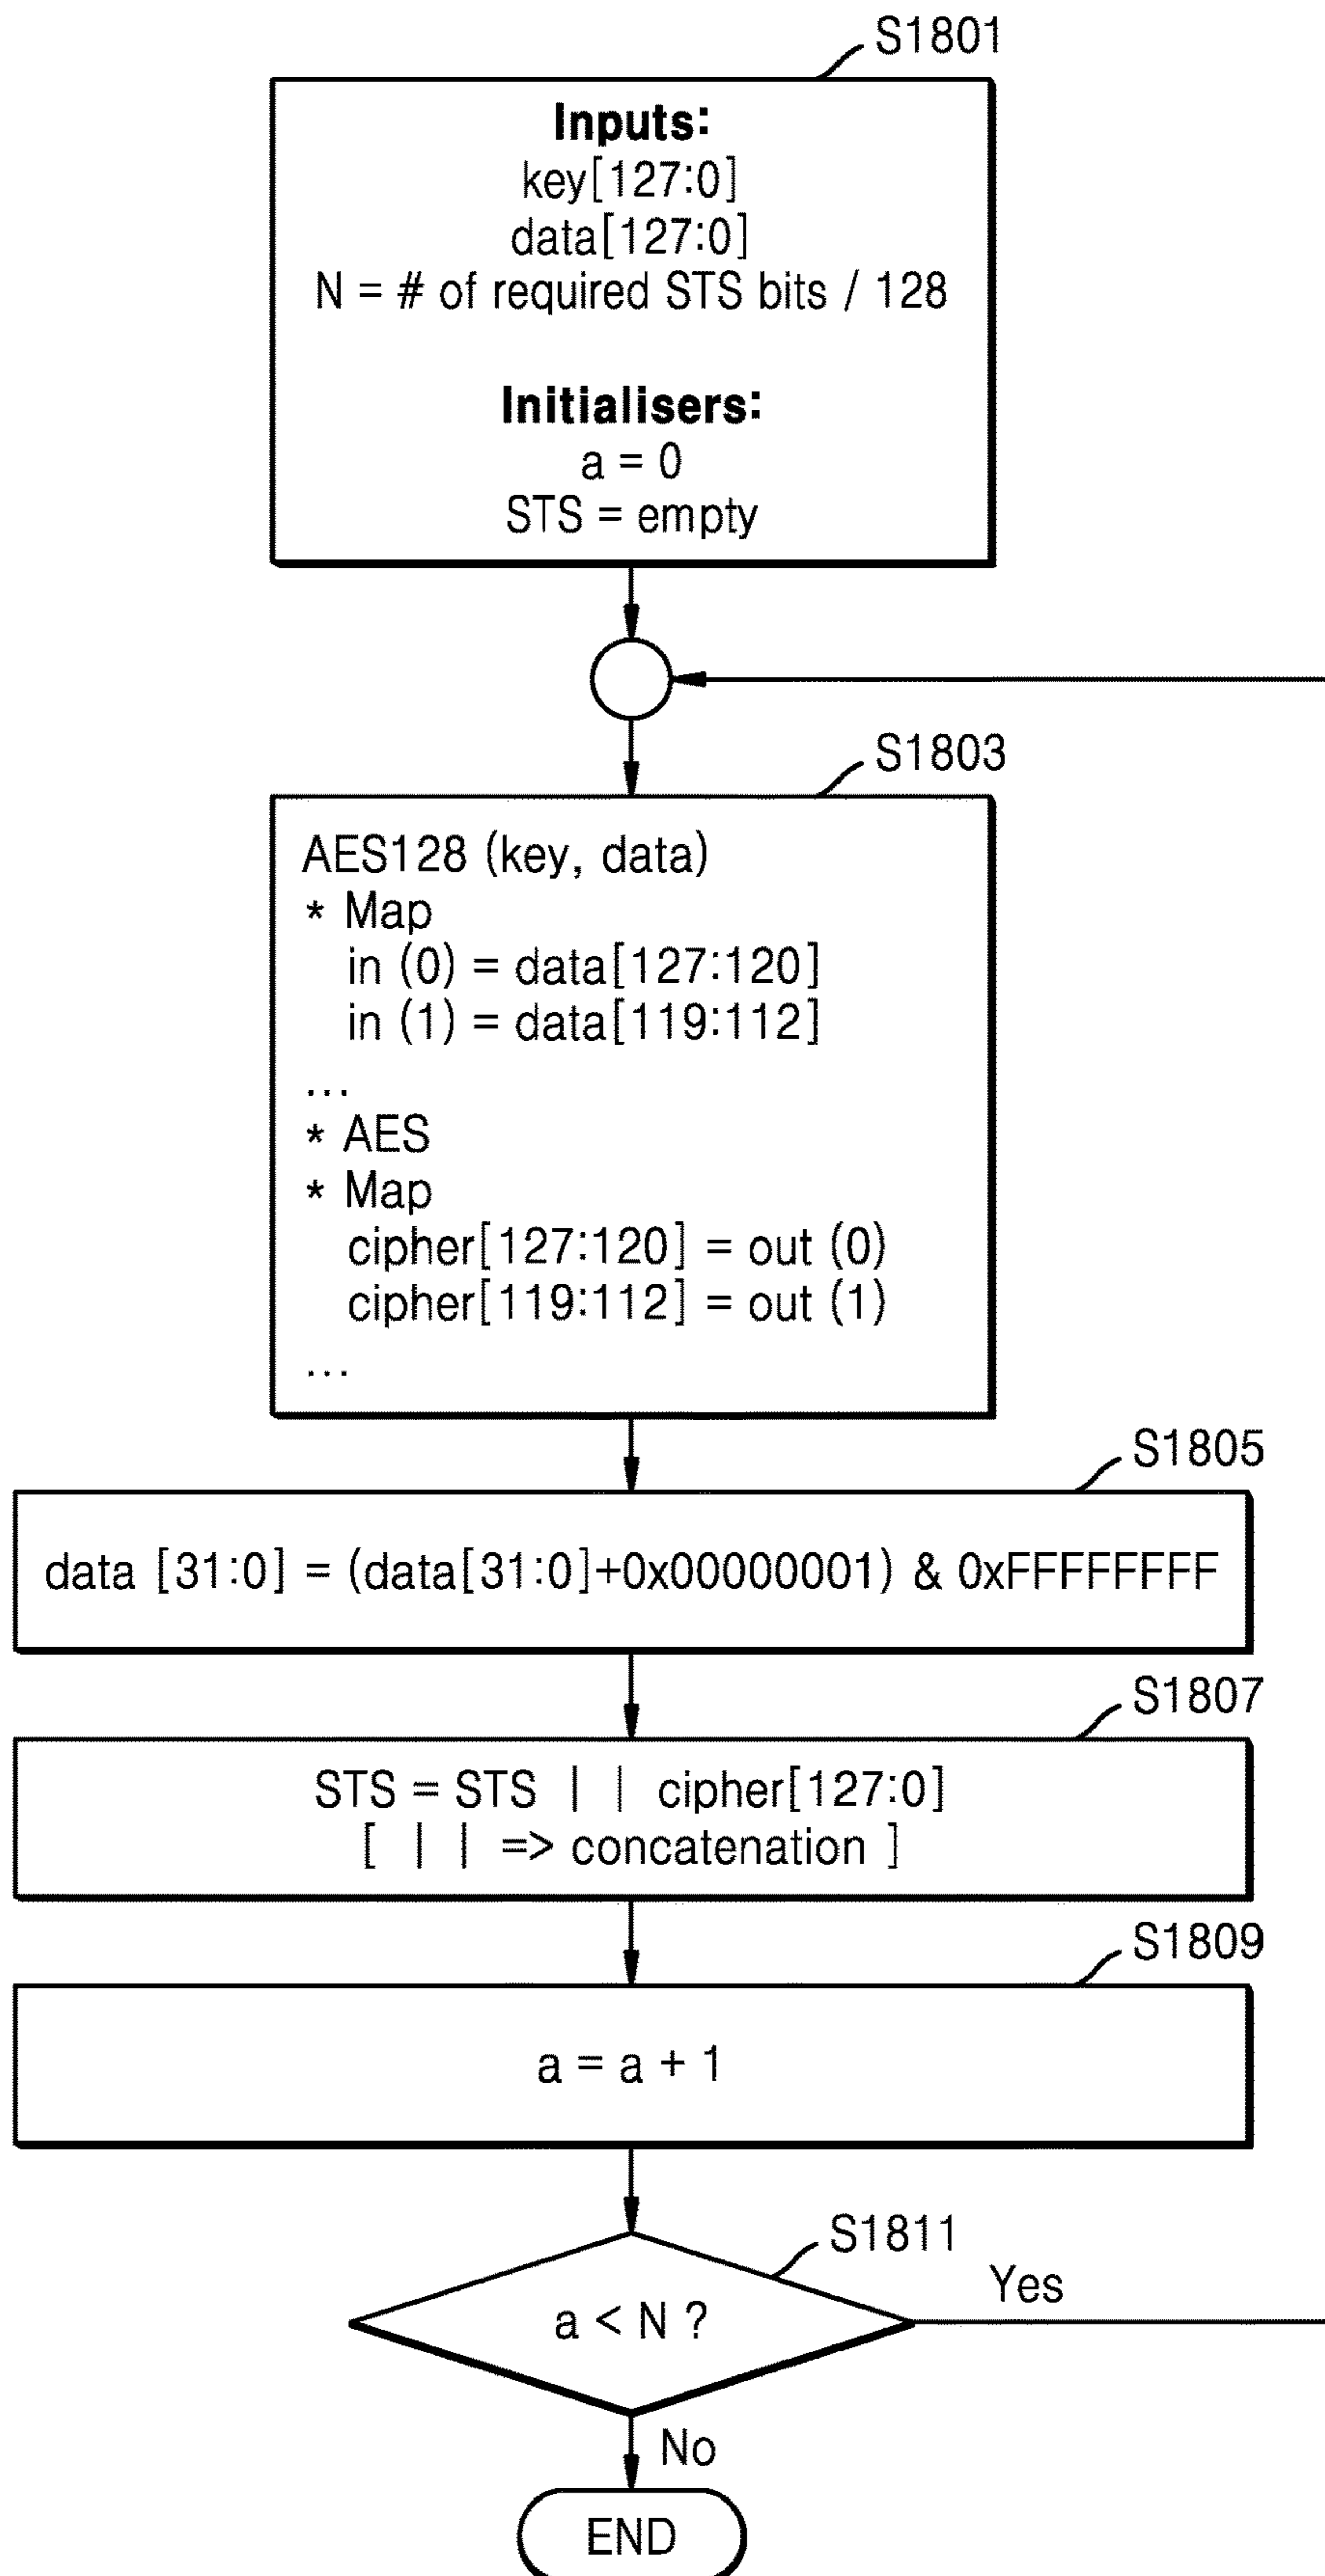 S1801
Inputs:
key[127:0]
data[127:0]
N = # of required STS bits / 128
Initialisers:
a = 0
STS = empty
S1803
AES128 (key, data)
* Map
in (0) = data[127:120]
in (1) = data[119:112]
...
* AES
* Map
cipher[127:120] = out (0)
cipher[119:112] = out (1)
...
S1805
data [31:0] = (data[31:0]+0x00000001) & 0xFFFFFFFF
S1807
STS = STS | | cipher[127:0]
[ | | => concatenation ]
S1809
a = a + 1
S1811
a < N ?
Yes
No
END